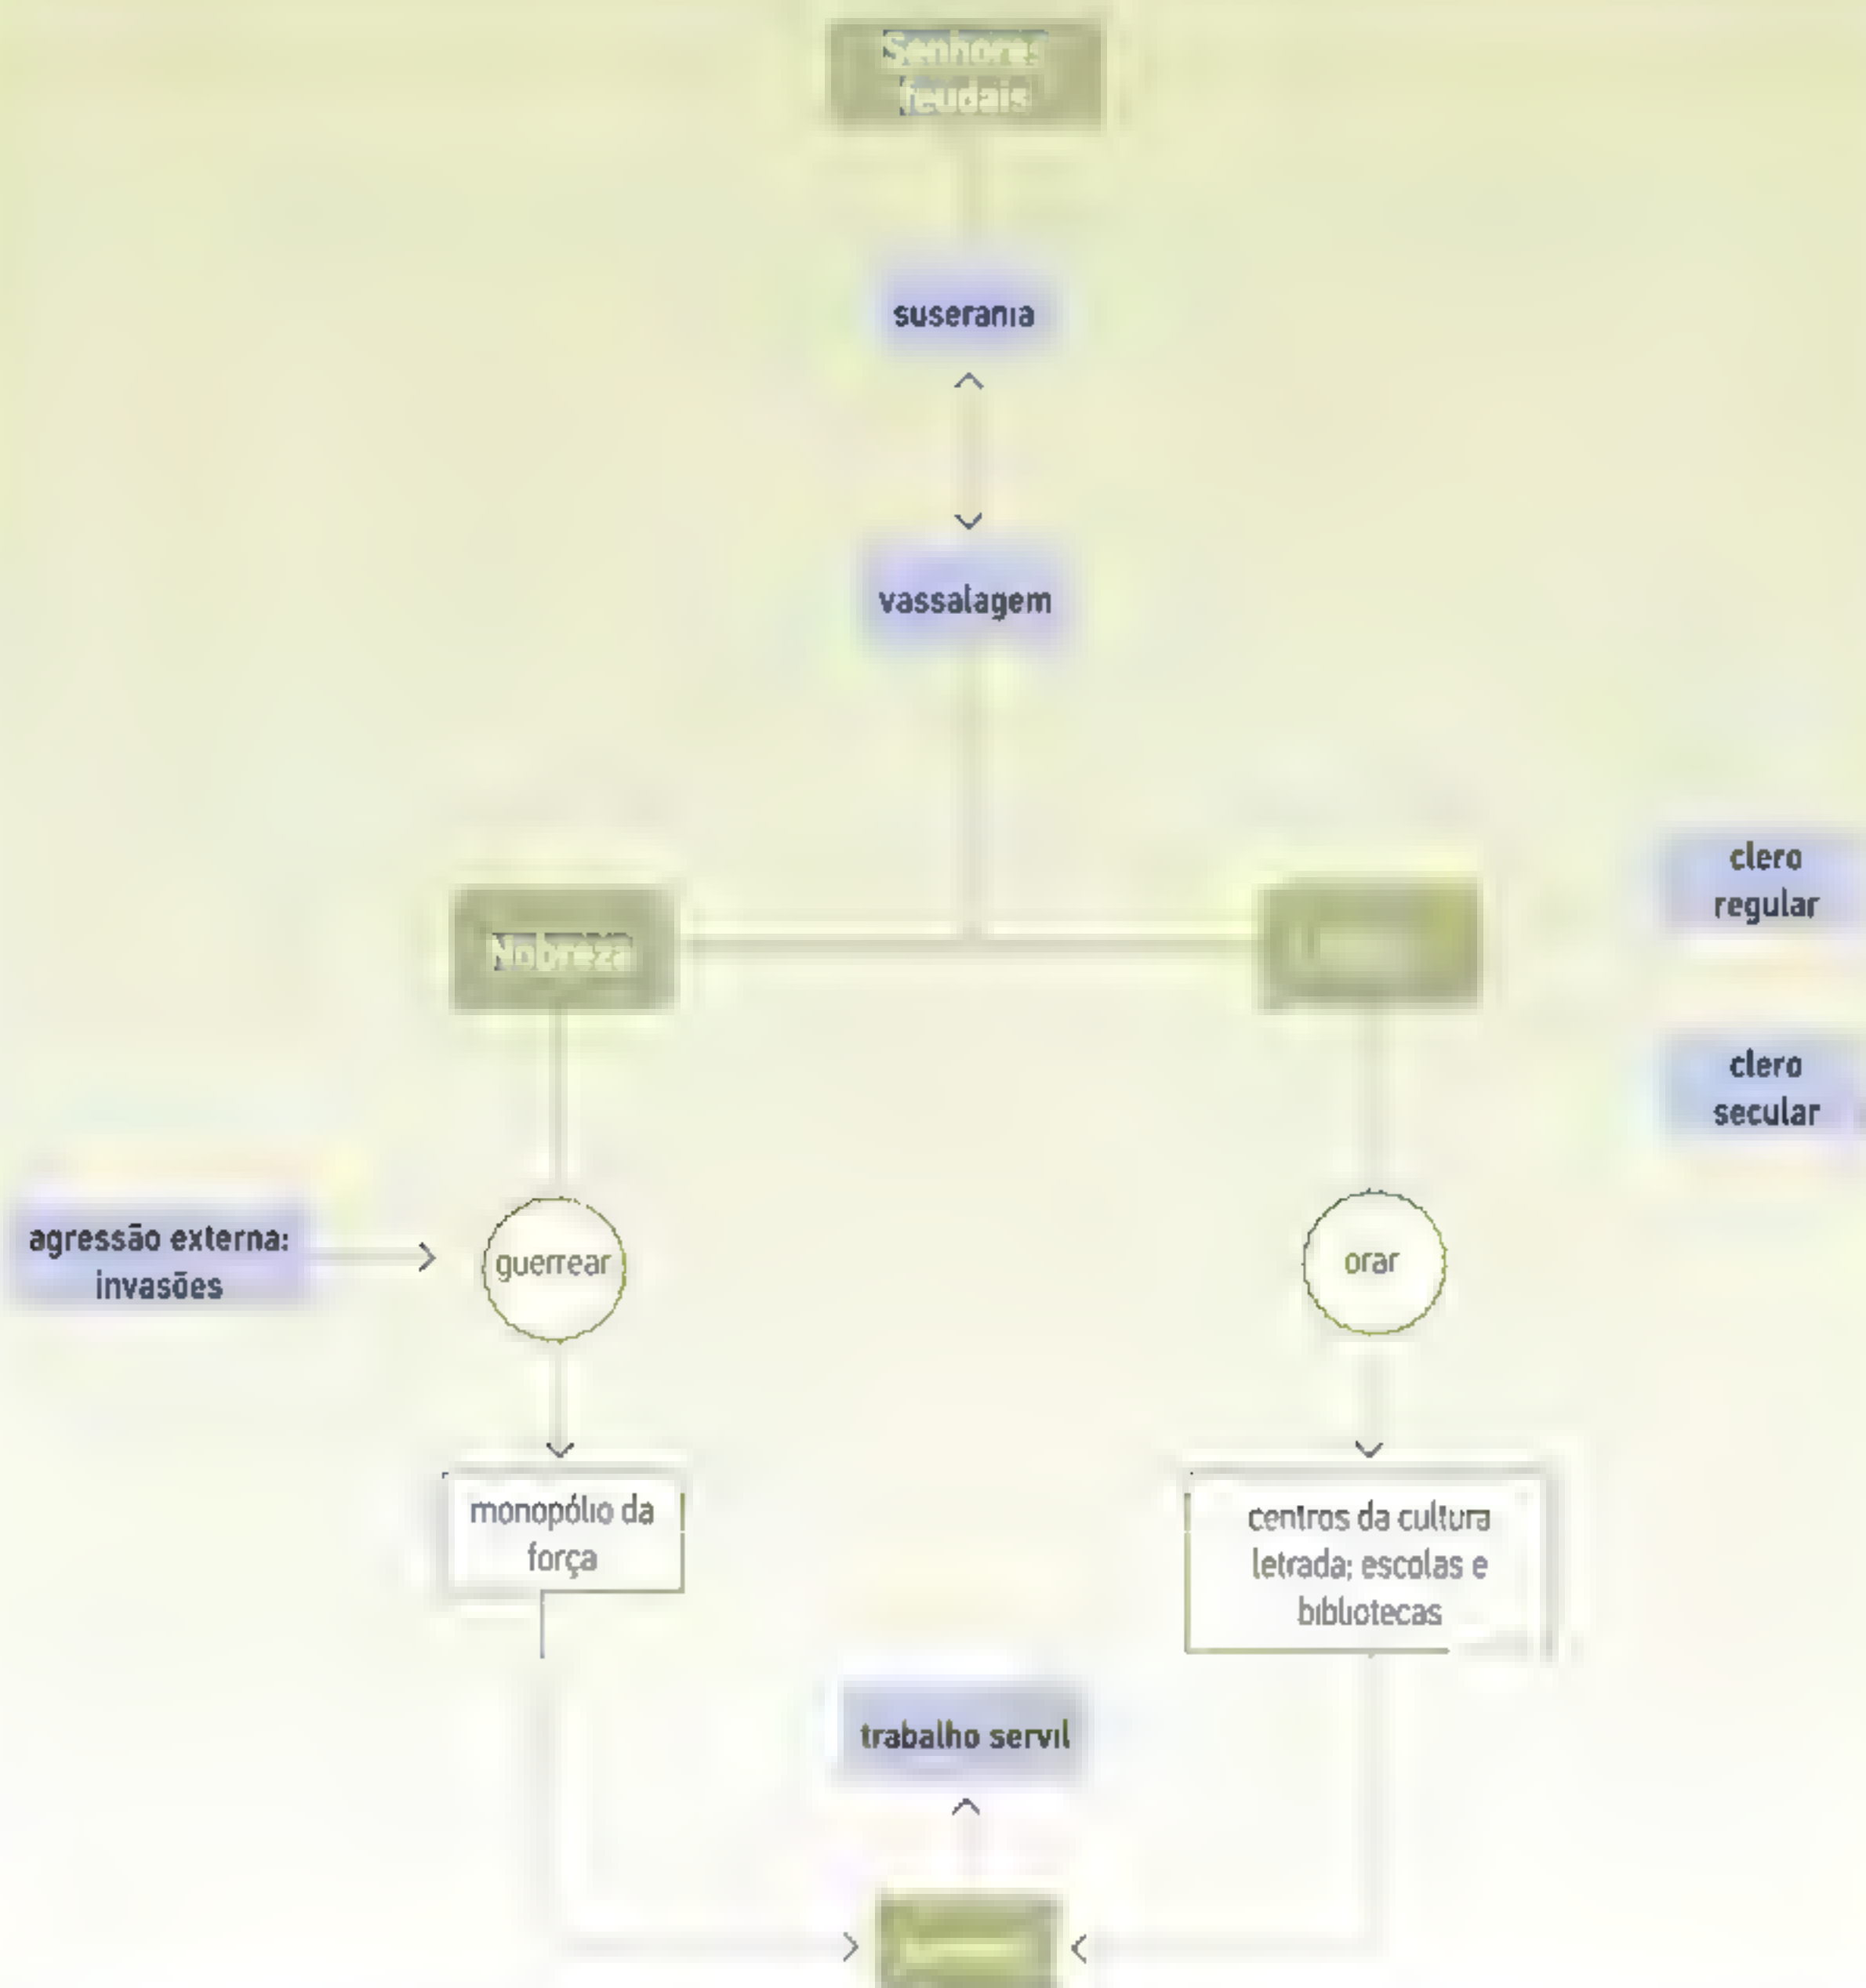 Senhores
feudais
suserania
vassalagem
Nobreza
clero
regular
clero
secular
agressão externa:
invasões
guerrear
orar
monopólio da
força
centros da cultura
letrada; escolas e
bibliotecas
trabalho servil